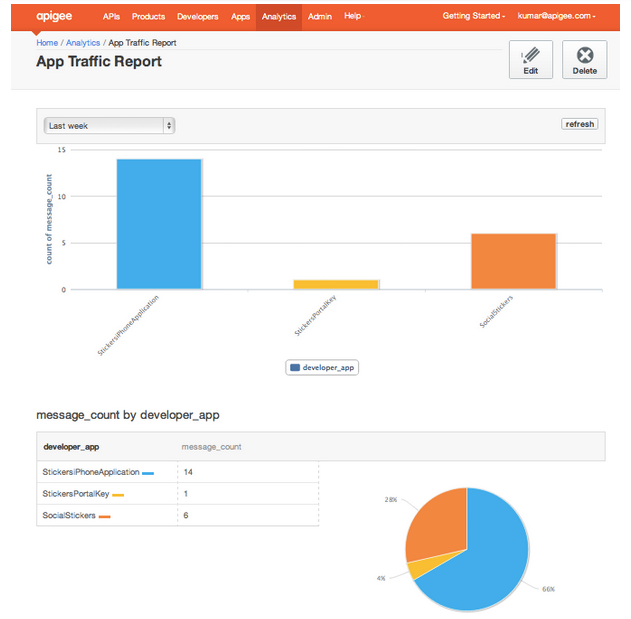 apigee APIs Products Developers Apps Analytics Admin Help Getting Started kumar@apigee.com
Home / Analytics / App Traffic Report
App Traffic Report
Edit Delete
Last week refresh
15
10
5
0
count of message_count
StickersiPhoneApplication StickersPortalKey SocialStickers
developer_app
message_count by developer_app
developer_app message_count
StickersiPhoneApplication 14
StickersPortalKey 1
SocialStickers 6
28%
4%
66%